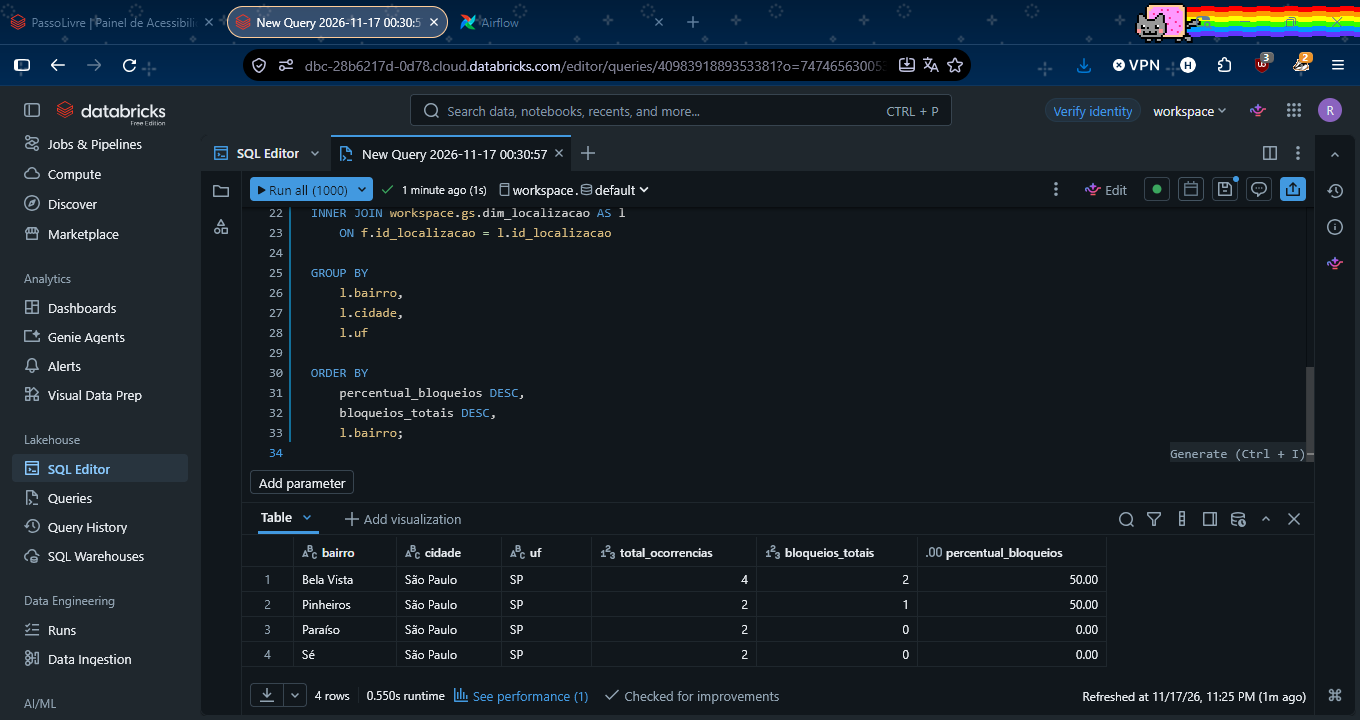 PassoLivre | Painel de Acessibili
New Query 2026-11-17 00:30:5
Airflow
dbc-28b6217d-0d78.cloud.databricks.com/editor/queries/4098391889353381?o=74746563005
VPN
H
3
2
databricks
Free Edition
Search data, notebooks, recents, and more...
CTRL + P
Verify identity
workspace
R
Jobs & Pipelines
Compute
Discover
Marketplace
Analytics
Dashboards
Genie Agents
Alerts
Visual Data Prep
Lakehouse
SQL Editor
Queries
Query History
SQL Warehouses
Data Engineering
Runs
Data Ingestion
AI/ML
SQL Editor
New Query 2026-11-17 00:30:57
Run all (1000)
1 minute ago (1s)
workspace. default
Edit
22 INNER JOIN workspace.gs.dim_localizacao AS l
23 ON f.id_localizacao = l.id_localizacao
24
25 GROUP BY
26 l.bairro,
27 l.cidade,
28 l.uf
29
30 ORDER BY
31 percentual_bloqueios DESC,
32 bloqueios_totais DESC,
33 l.bairro;
34
Generate (Ctrl + I)
Add parameter
Table
Add visualization
bairro cidade uf total_ocorrencias bloqueios_totais .00 percentual_bloqueios
1 Bela Vista São Paulo SP 4 2 50.00
2 Pinheiros São Paulo SP 2 1 50.00
3 Paraíso São Paulo SP 2 0 0.00
4 Sé São Paulo SP 2 0 0.00
4 rows
0.550s runtime
See performance (1)
Checked for improvements
Refreshed at 11/17/26, 11:25 PM (1m ago)